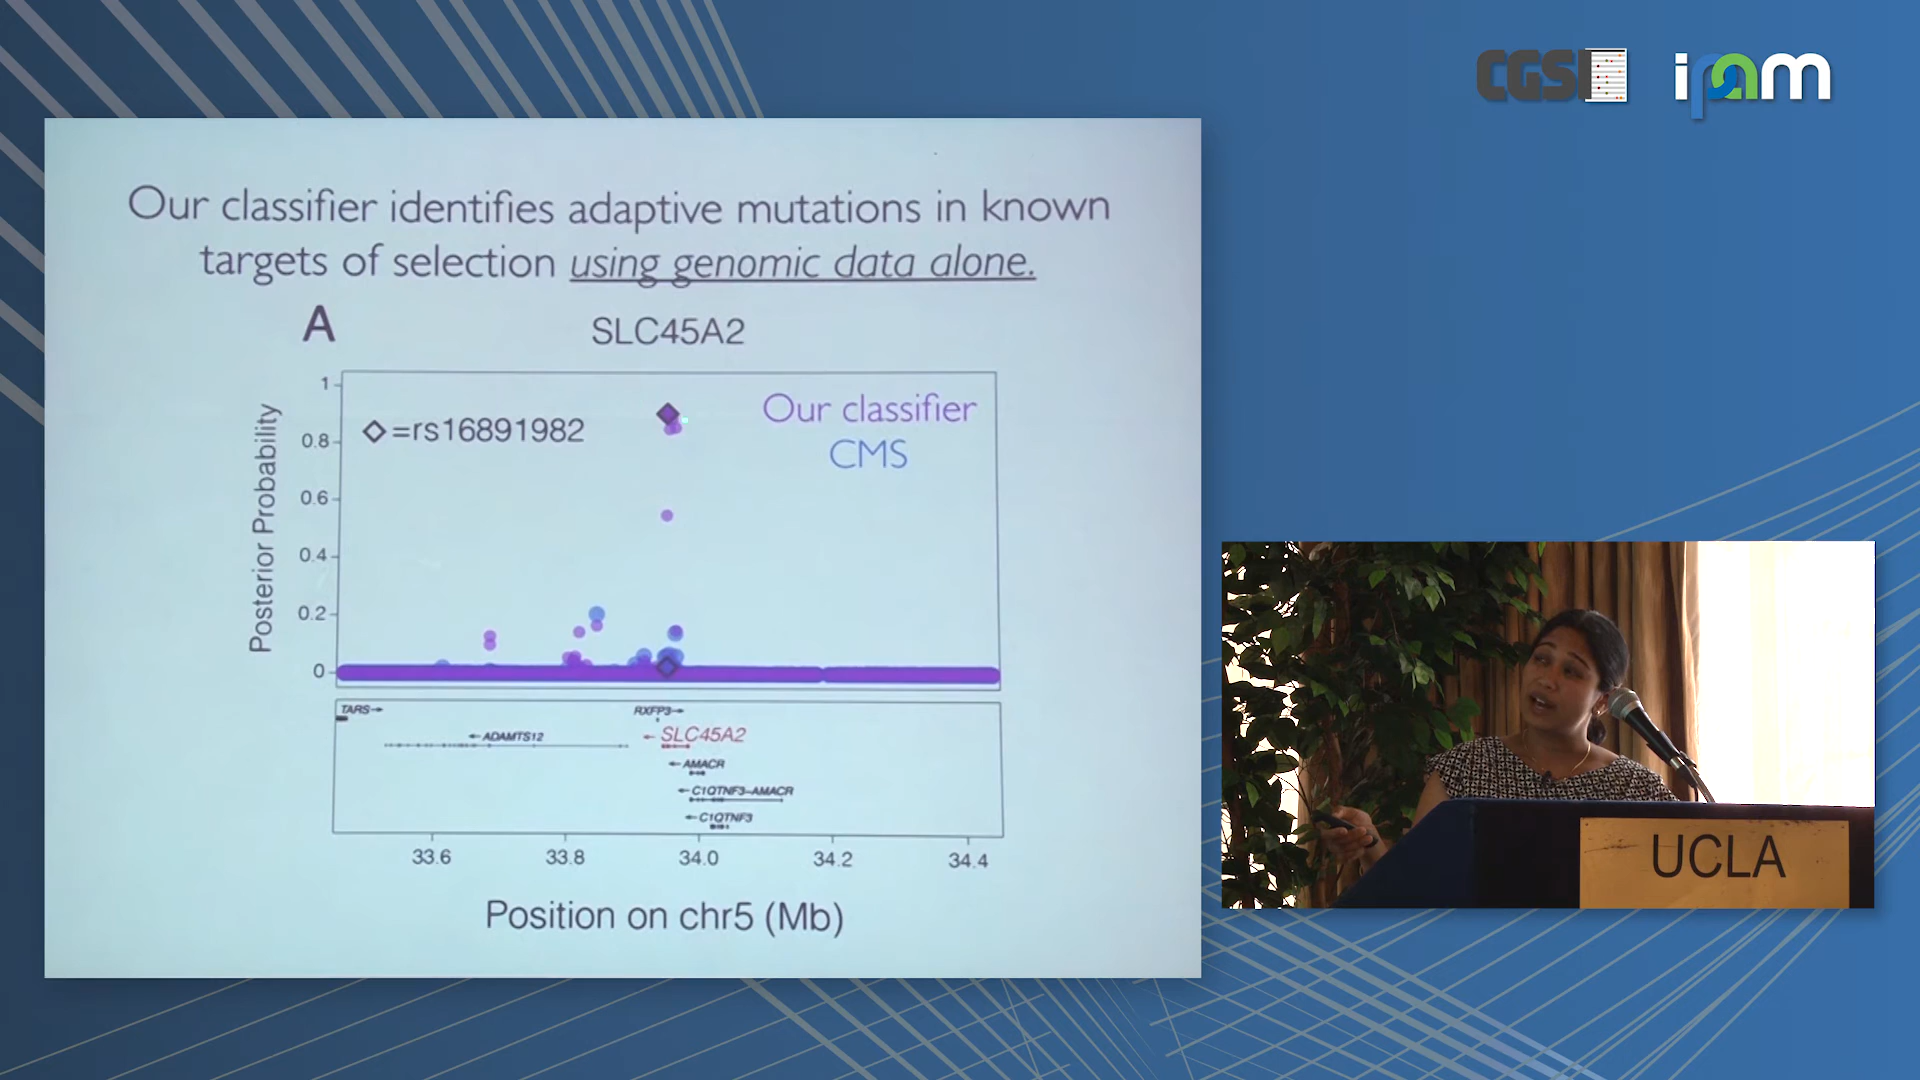 CGSI
ipam
Our classifier identifies adaptive mutations in known
targets of selection using genomic data alone.
A
SLC45A2
1
0.8
0.6
0.4
0.2
0
Posterior Probability
◇=rs16891982
Our classifier
CMS
TARS→
RXFP3→
←ADAMTS12
← SLC45A2
←AMACR
←C1QTNF3-AMACR
←C1QTNF3
33.6 33.8 34.0 34.2 34.4
Position on chr5 (Mb)
UCLA